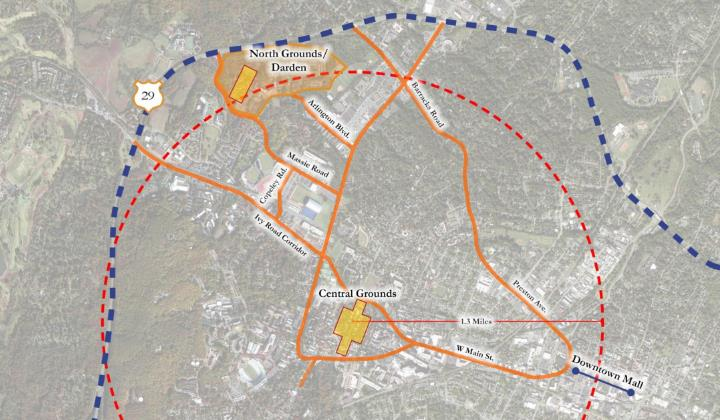 North Grounds/
Darden
29
Barracks Road
Arlington Blvd.
Massie Road
Copeley Rd.
Ivy Road Corridor
Central Grounds
1.3 Miles
Preston Ave.
W Main St.
Downtown Mall